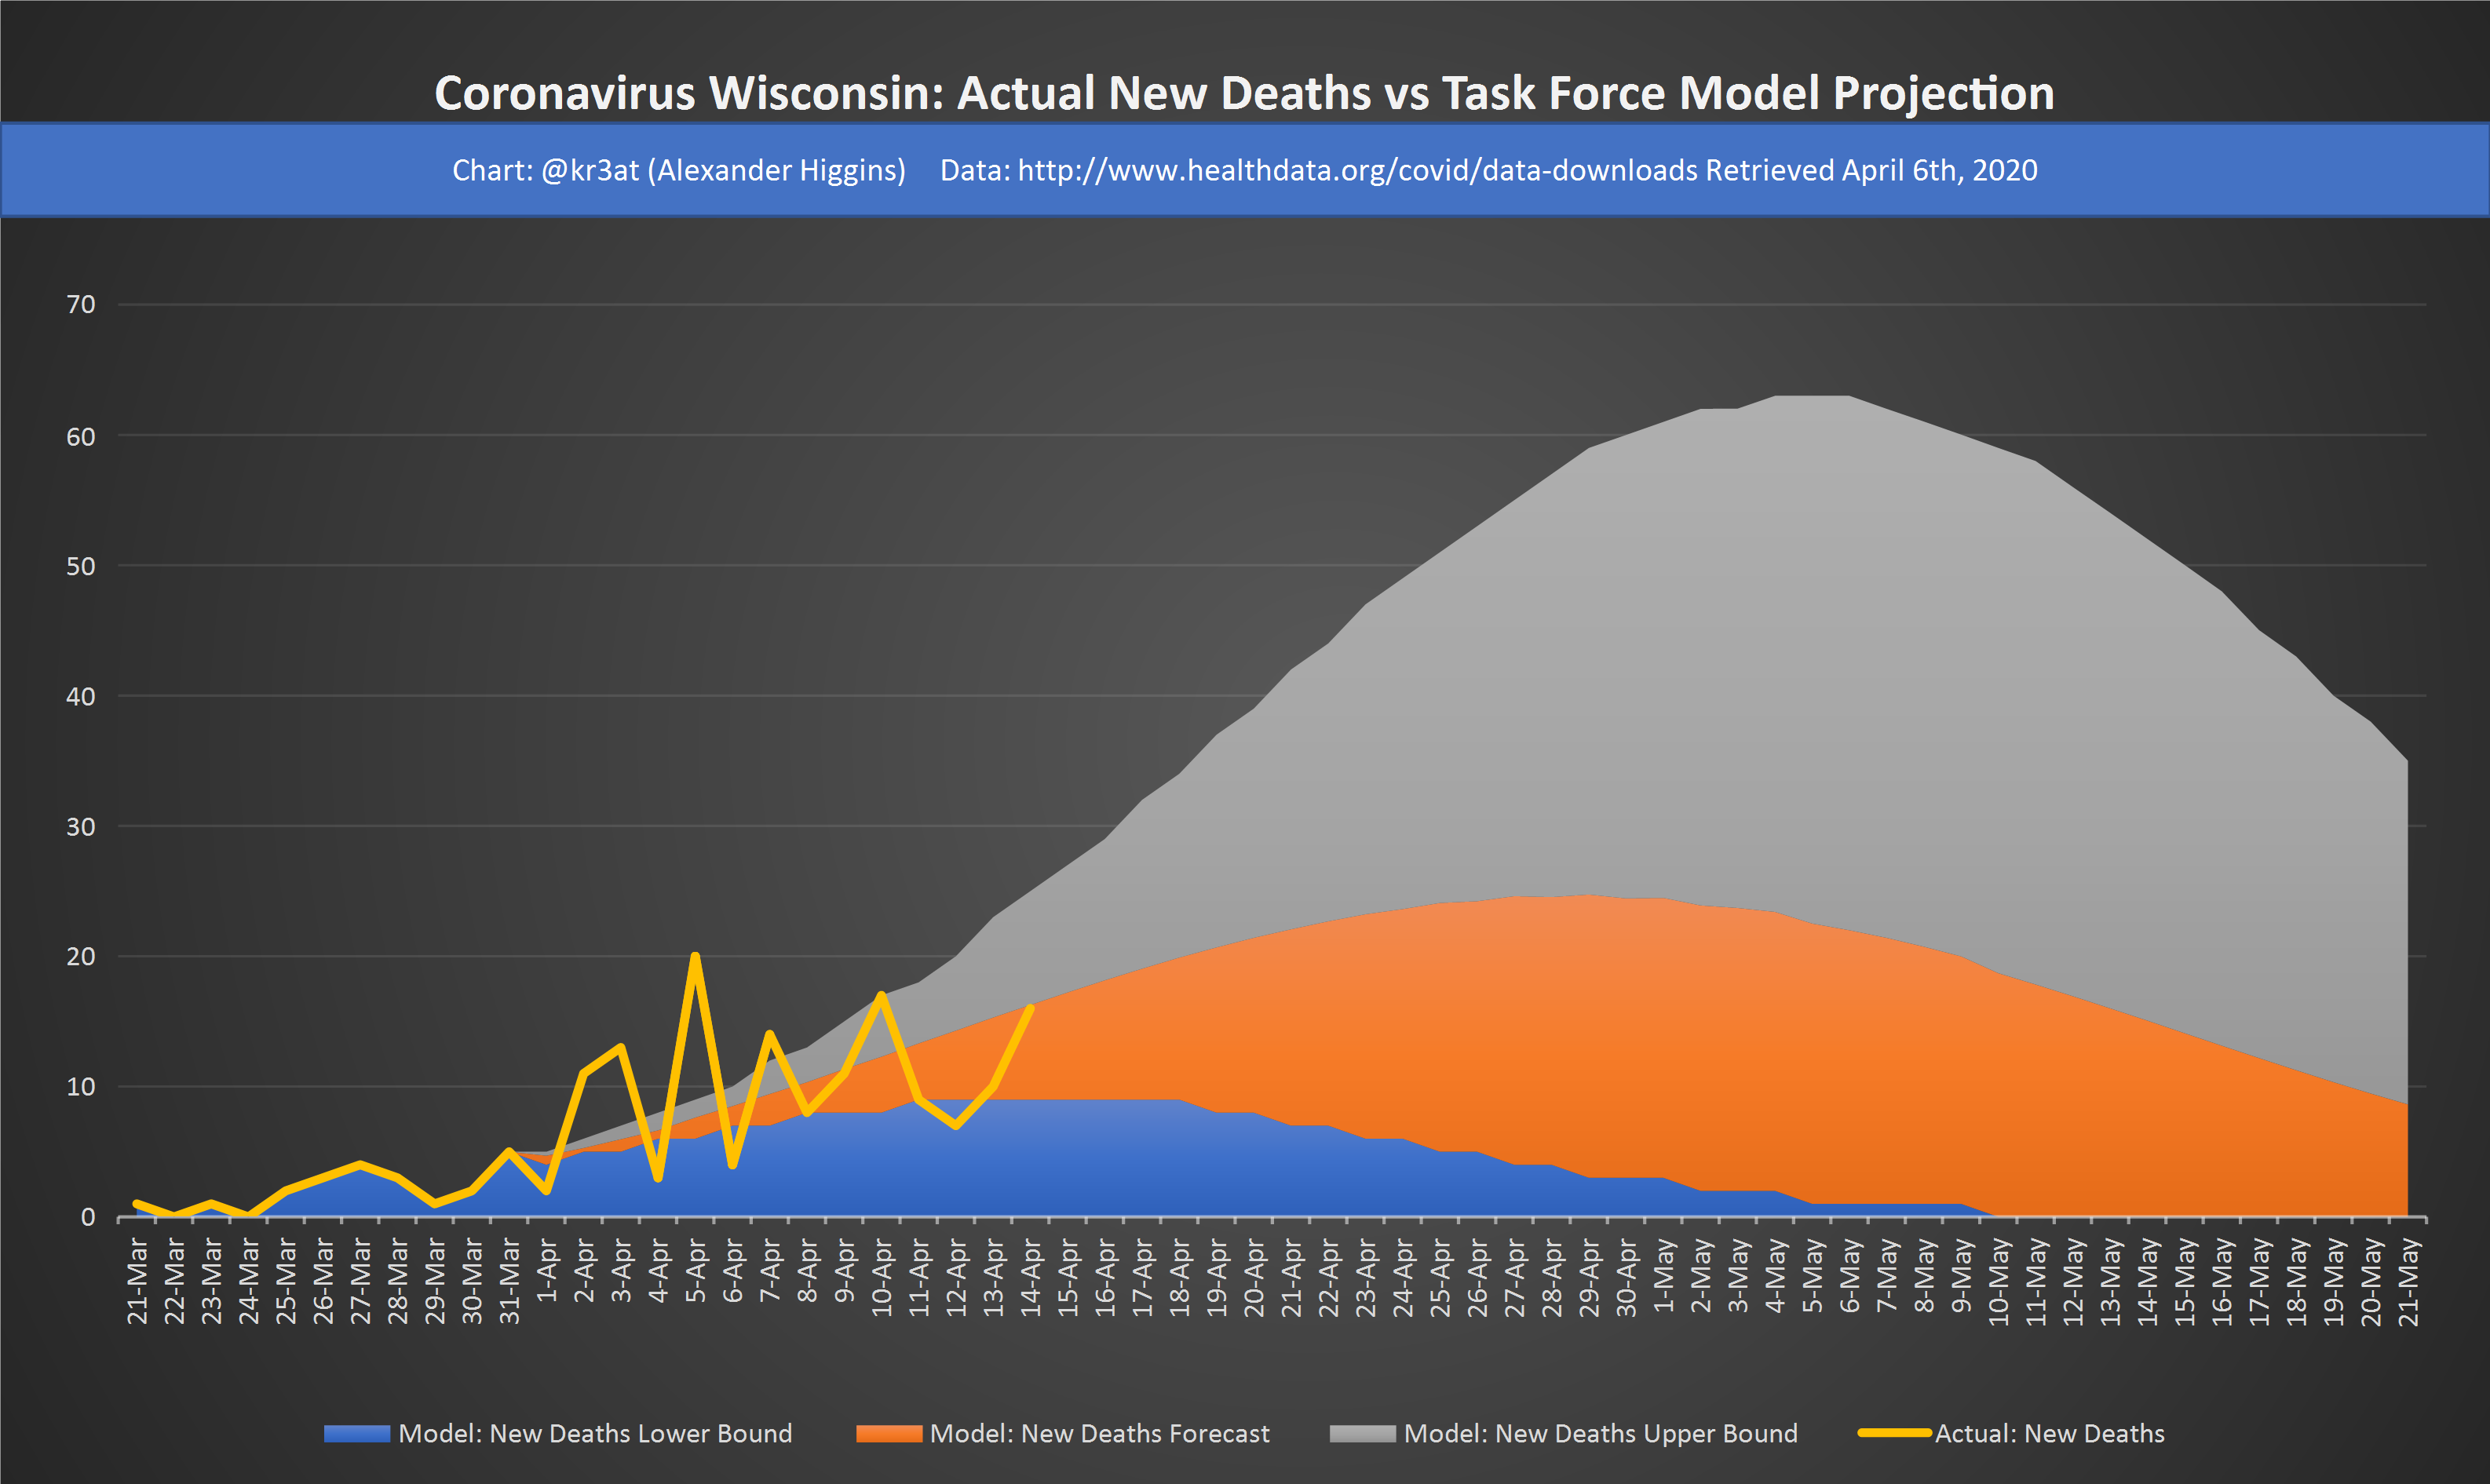 Coronavirus Wisconsin: Actual New Deaths vs Task Force Model Projection
Chart: @kr3at (Alexander Higgins) Data: http://www.healthdata.org/covid/data-downloads Retrieved April 6th, 2020
70
60
50
40
30
20
10
0
21-Mar
22-Mar
23-Mar
24-Mar
25-Mar
26-Mar
27-Mar
28-Mar
29-Mar
30-Mar
31-Mar
1-Apr
2-Apr
3-Apr
4-Apr
5-Apr
6-Apr
7-Apr
8-Apr
9-Apr
10-Apr
11-Apr
12-Apr
13-Apr
14-Apr
15-Apr
16-Apr
17-Apr
18-Apr
19-Apr
20-Apr
21-Apr
22-Apr
23-Apr
24-Apr
25-Apr
26-Apr
27-Apr
28-Apr
29-Apr
30-Apr
1-May
2-May
3-May
4-May
5-May
6-May
7-May
8-May
9-May
10-May
11-May
12-May
13-May
14-May
15-May
16-May
17-May
18-May
19-May
20-May
21-May
Model: New Deaths Lower Bound
Model: New Deaths Forecast
Model: New Deaths Upper Bound
Actual: New Deaths